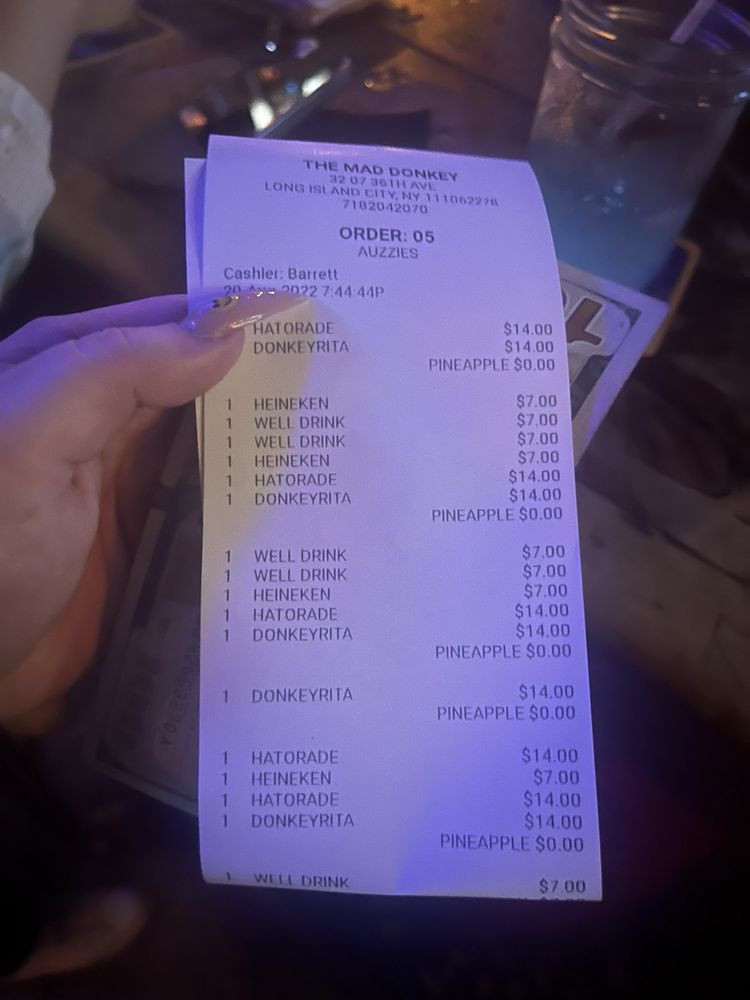 THE MAD DONKEY
32 07 36TH AVE
LONG ISLAND CITY, NY 111062278
7182042070
ORDER: 05
AUZZIES
Cashier: Barrett
20 2022 7:44:44P
HATORADE $14.00
DONKEYRITA $14.00
PINEAPPLE $0.00
1 HEINEKEN $7.00
1 WELL DRINK $7.00
1 WELL DRINK $7.00
1 HEINEKEN $7.00
1 HATORADE $14.00
1 DONKEYRITA $14.00
PINEAPPLE $0.00
1 WELL DRINK $7.00
1 WELL DRINK $7.00
1 HEINEKEN $7.00
1 HATORADE $14.00
1 DONKEYRITA $14.00
PINEAPPLE $0.00
1 DONKEYRITA $14.00
PINEAPPLE $0.00
1 HATORADE $14.00
1 HEINEKEN $7.00
1 HATORADE $14.00
1 DONKEYRITA $14.00
PINEAPPLE $0.00
1 WELL DRINK $7.00